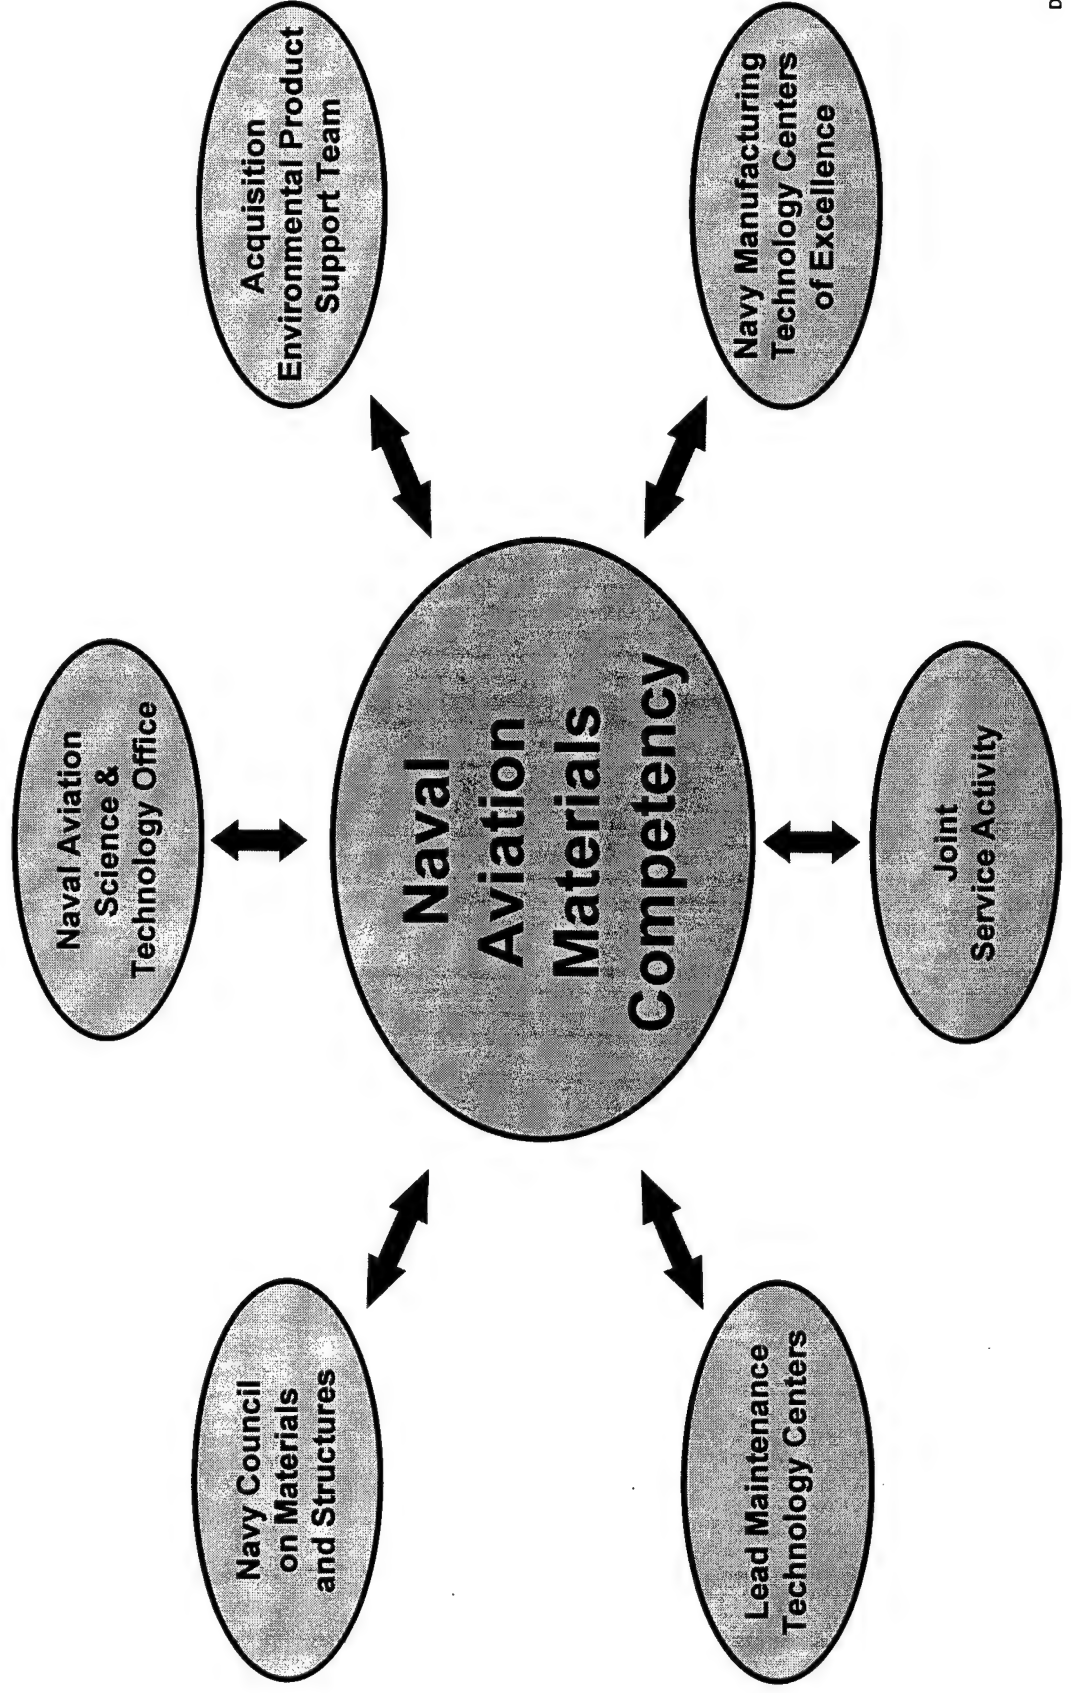 Naval Aviation
Science &
Technology Office
Navy Council
on Materials
and Structures
Acquisition
Environmental Product
Support Team
Naval
Aviation
Materials
Competency
Lead Maintenance
Technology Centers
Navy Manufacturing
Technology Centers
of Excellence
Joint
Service Activity